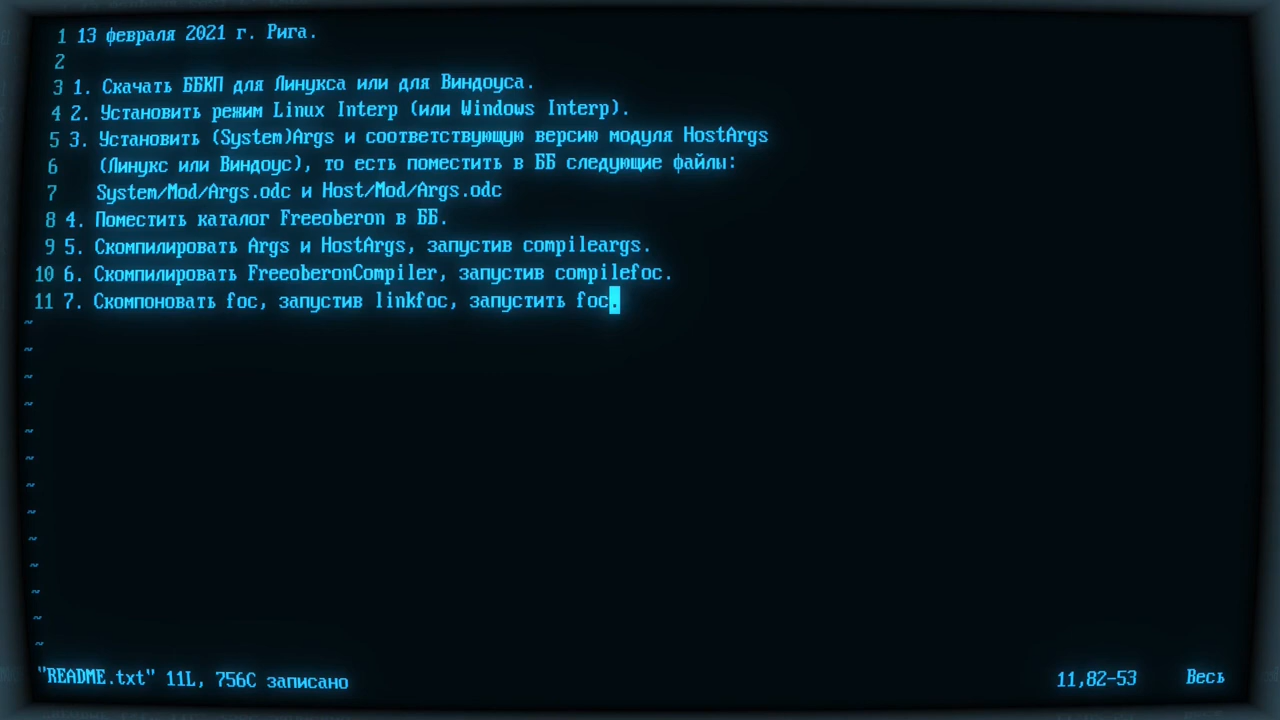 1 13 февраля 2021 г. Рига.
2
3 1. Скачать ББКП для Линукса или для Виндоуса.
4 2. Установить режим Linux Interp (или Windows Interp).
5 3. Установить (System)Args и соответствующую версию модуля HostArgs
6 (Линукс или Виндоус), то есть поместить в ББ следующие файлы:
7 System/Mod/Args.odc и Host/Mod/Args.odc
8 4. Поместить каталог Freeoberon в ББ.
9 5. Скомпилировать Args и HostArgs, запустив compileargs.
10 6. Скомпилировать FreeoberonCompiler, запустив compilefoc.
11 7. Скомпоновать foc, запустив linkfoc, запустить foc.
~
~
~
~
~
~
~
~
~
~
~
~
~
"README.txt" 11L, 756C записано 11,82-53 Весь